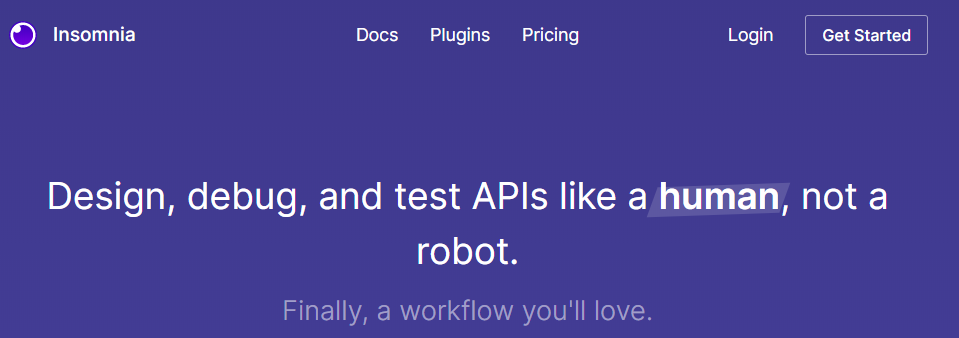 Insomnia Docs Plugins Pricing Login Get Started
Design, debug, and test APIs like a human, not a
robot.
Finally, a workflow you'll love.